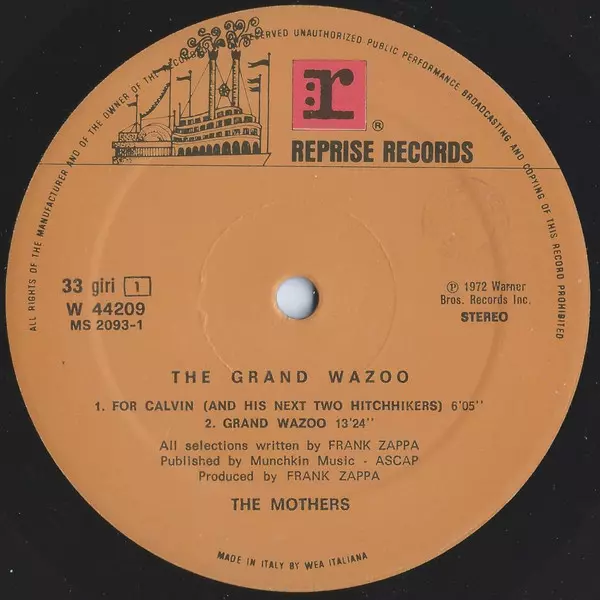 ALL RIGHTS OF THE MANUFACTURER AND OF THE OWNER OF THE RECORDED WORK RESERVED UNAUTHORIZED PUBLIC PERFORMANCE BROADCASTING AND COPYING OF THIS RECORD PROHIBITED
:r
®
REPRISE RECORDS
33 giri 1
W 44209
MS 2093-1
℗ 1972 Warner
Bros. Records Inc.
STEREO
THE GRAND WAZOO
1. FOR CALVIN (AND HIS NEXT TWO HITCHHIKERS) 6'05''
2. GRAND WAZOO 13'24''
All selections written by FRANK ZAPPA
Published by Munchkin Music - ASCAP
Produced by FRANK ZAPPA
THE MOTHERS
MADE IN ITALY BY WEA ITALIANA